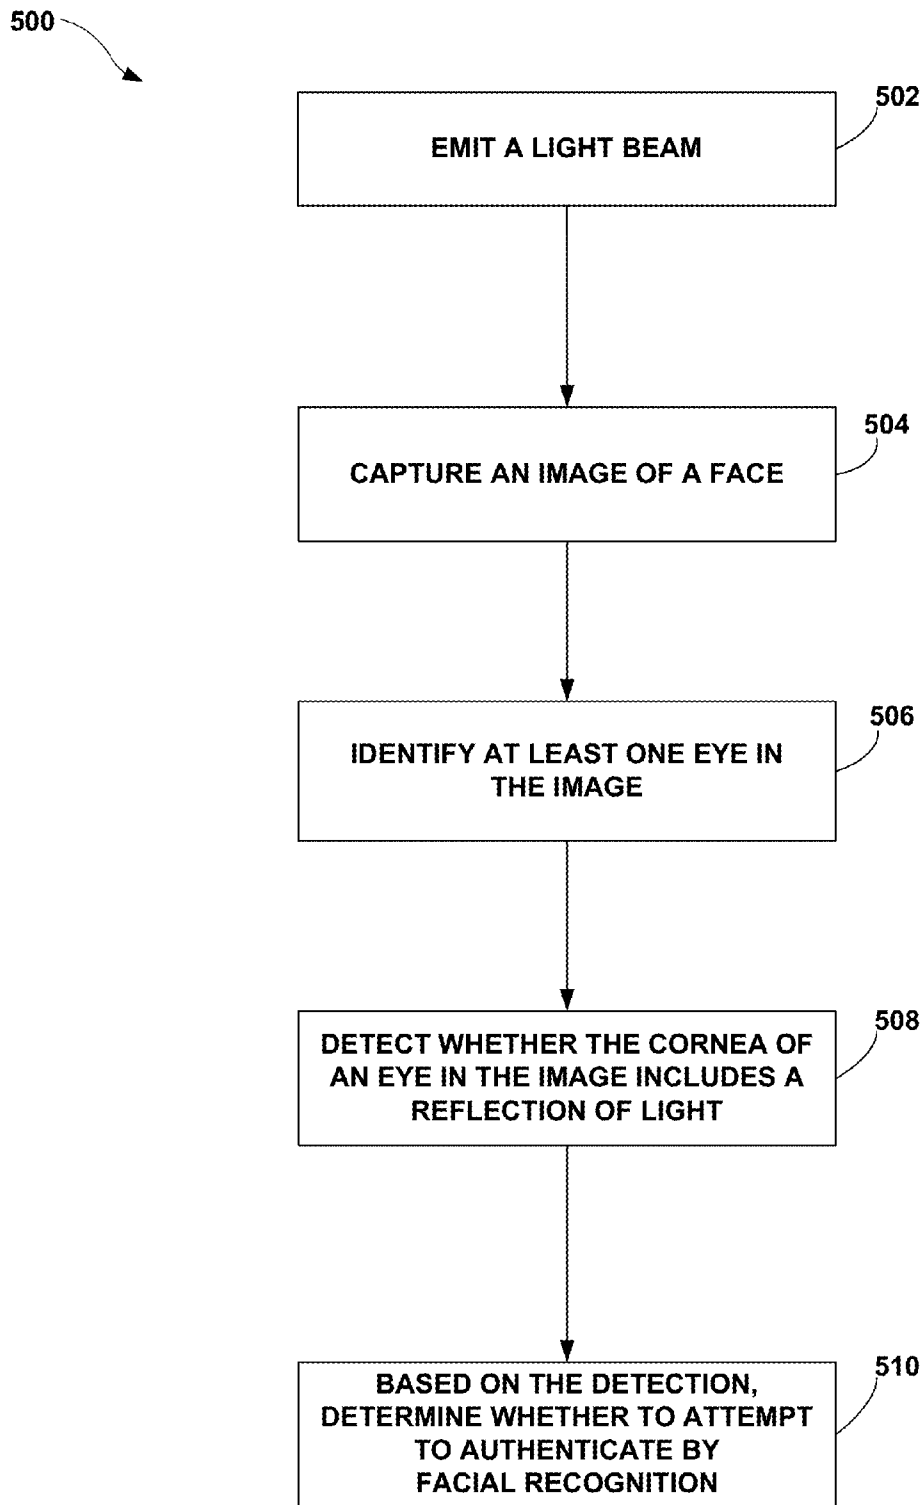 500
502
EMIT A LIGHT BEAM
504
CAPTURE AN IMAGE OF A FACE
506
IDENTIFY AT LEAST ONE EYE IN
THE IMAGE
508
DETECT WHETHER THE CORNEA OF
AN EYE IN THE IMAGE INCLUDES A
REFLECTION OF LIGHT
510
BASED ON THE DETECTION,
DETERMINE WHETHER TO ATTEMPT
TO AUTHENTICATE BY
FACIAL RECOGNITION